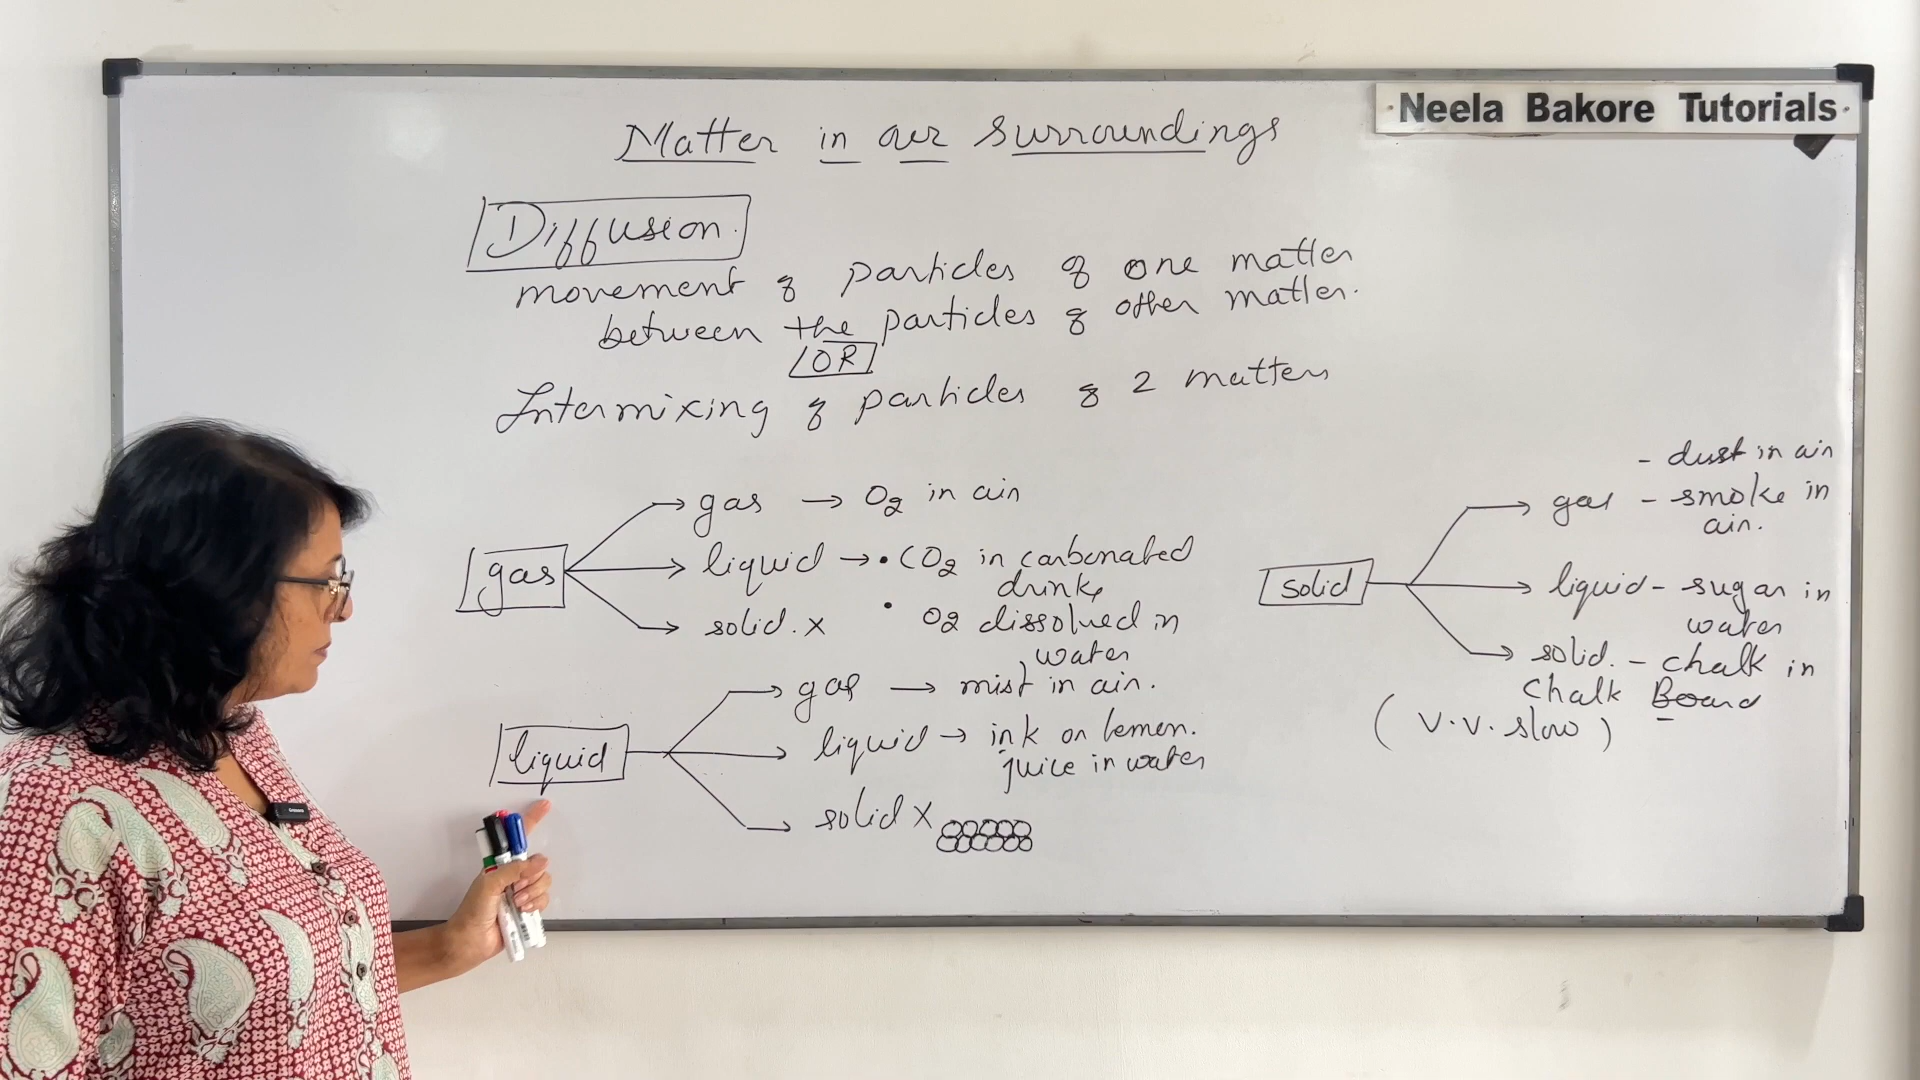 Neela Bakore Tutorials
Matter in our surroundings
Diffusion.
movement of particles of one matter
between the particles of other matter.
OR
Intermixing of particles of 2 matters
gas
gas → O2 in air
liquid → • CO2 in carbonated
drinks
• O2 dissolved in
water
solid. x
liquid
gas → mist in air.
liquid → ink or lemon.
juice in water
solid x
solid
gas - dust in air
- smoke in
air.
liquid - sugar in
water
solid. - chalk in
chalk Board
(v.v. slow)